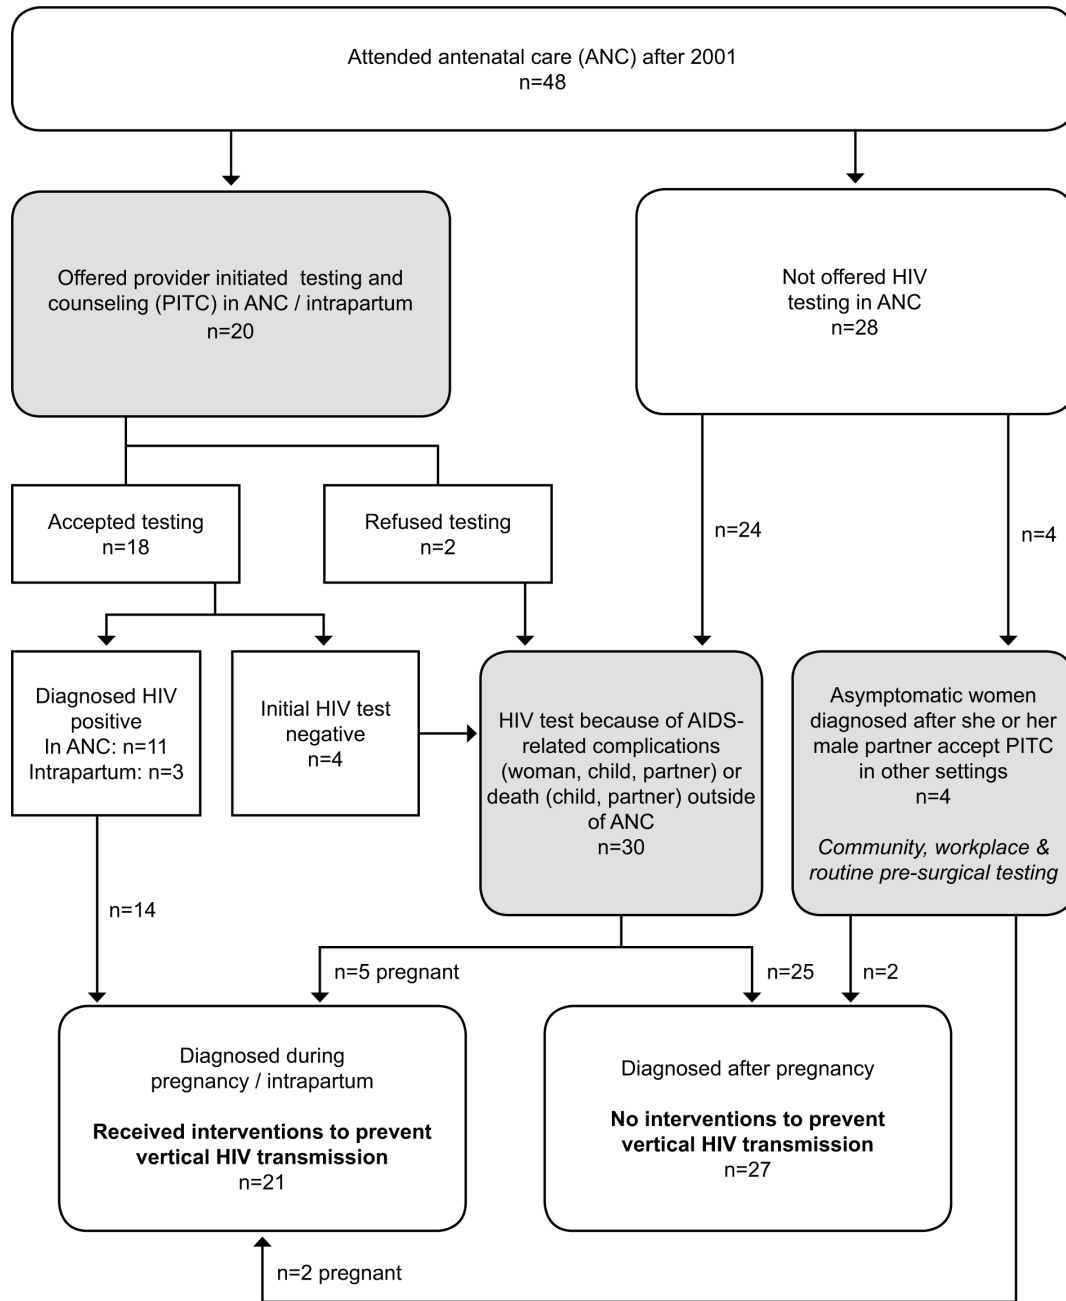 Attended antenatal care (ANC) after 2001
n=48
Offered provider initiated testing and
counseling (PITC) in ANC / intrapartum
n=20
Not offered HIV
testing in ANC
n=28
Accepted testing
n=18
Refused testing
n=2
n=24
n=4
Diagnosed HIV
positive
In ANC: n=11
Intrapartum: n=3
Initial HIV test
negative
n=4
HIV test because of AIDS-
related complications
(woman, child, partner) or
death (child, partner) outside
of ANC
n=30
Asymptomatic women
diagnosed after she or her
male partner accept PITC
in other settings
n=4
Community, workplace &
routine pre-surgical testing
n=14
n=5 pregnant
n=25
n=2
Diagnosed during
pregnancy / intrapartum
Received interventions to prevent
vertical HIV transmission
n=21
Diagnosed after pregnancy
No interventions to prevent
vertical HIV transmission
n=27
n=2 pregnant